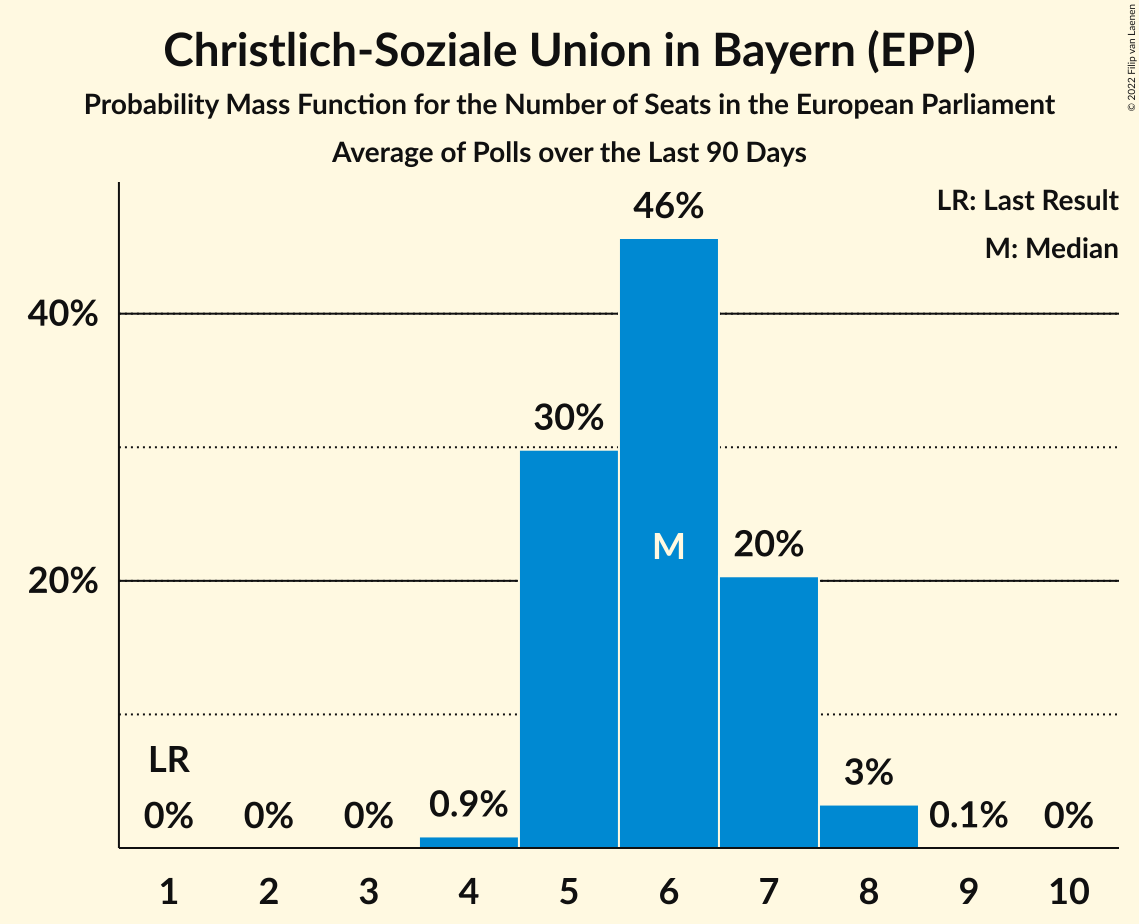 Christlich-Soziale Union in Bayern (EPP)
Probability Mass Function for the Number of Seats in the European Parliament
Average of Polls over the Last 90 Days
© 2022 Filip van Laenen
LR: Last Result
M: Median
46%
40%
30%
M
20%
20%
LR
3%
0%
0%
0%
0.9%
0.1%
0%
1 2 3 4 5 6 7 8 9 10